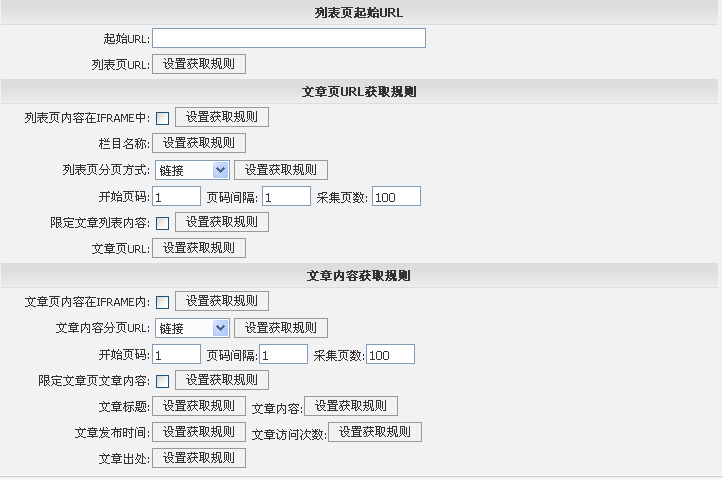 列表页起始URL
起始URL:
列表页URL: 设置获取规则
文章页URL获取规则
列表页内容在IFRAME中: 设置获取规则
栏目名称: 设置获取规则
列表页分页方式: 链接 设置获取规则
开始页码: 1 页码间隔: 1 采集页数: 100
限定文章列表内容: 设置获取规则
文章页URL: 设置获取规则
文章内容获取规则
文章页内容在IFRAME内: 设置获取规则
文章内容分页URL: 链接 设置获取规则
开始页码: 1 页码间隔: 1 采集页数: 100
限定文章页文章内容: 设置获取规则
文章标题: 设置获取规则 文章内容: 设置获取规则
文章发布时间: 设置获取规则 文章访问次数: 设置获取规则
文章出处: 设置获取规则